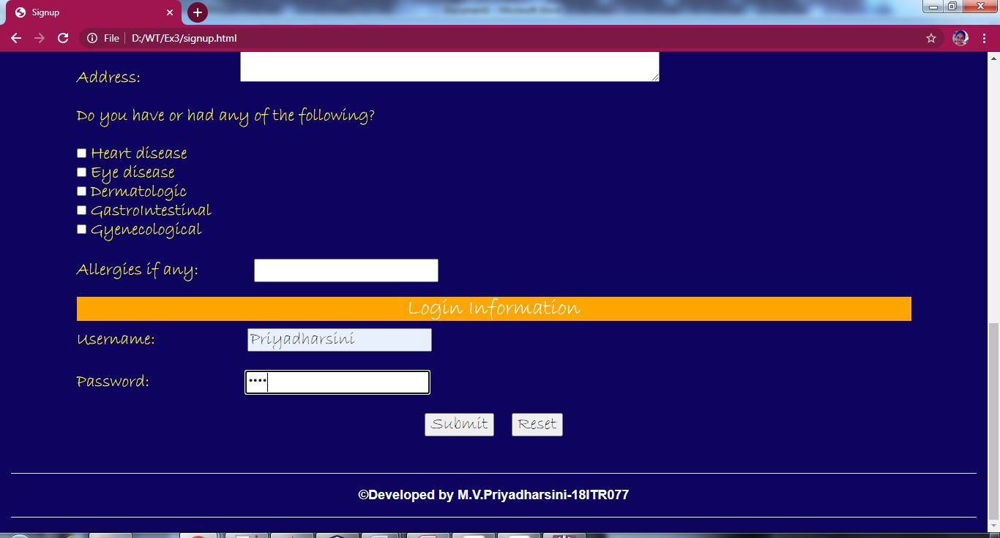 Signup
File D:/WT/Ex3/signup.html
Address:
Do you have or had any of the following?
Heart disease
Eye disease
Dermatologic
GastroIntestinal
Gyenecological
Allergies if any:
Login Information
Username: Priyadharsini
Password: ••••
Submit Reset
©Developed by M.V.Priyadharsini-18ITR077